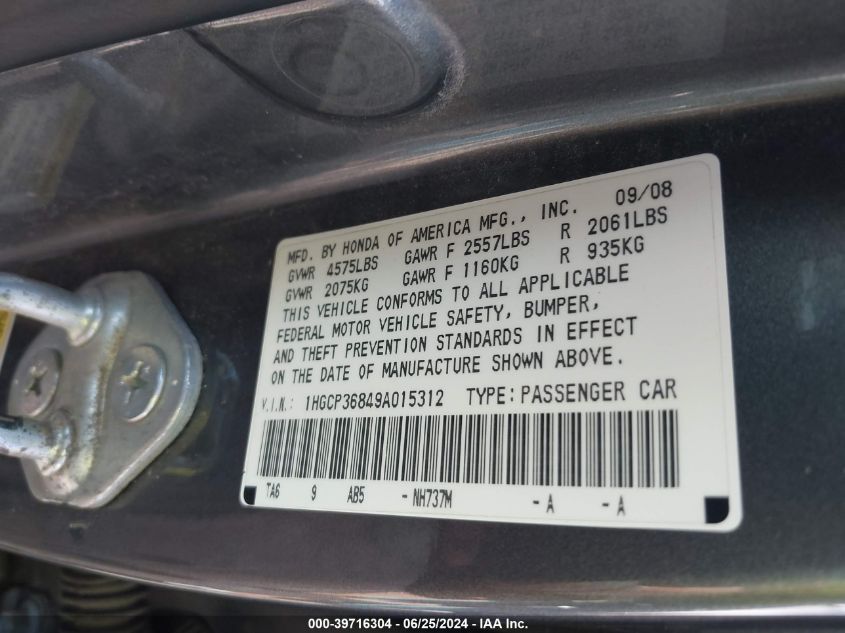 MFD. BY HONDA OF AMERICA MFG., INC. 09/08
GVWR 4575LBS GAWR F 2557LBS R 2061LBS
GVWR 2075KG GAWR F 1160KG R 935KG
THIS VEHICLE CONFORMS TO ALL APPLICABLE
FEDERAL MOTOR VEHICLE SAFETY, BUMPER,
AND THEFT PREVENTION STANDARDS IN EFFECT
ON THE DATE OF MANUFACTURE SHOWN ABOVE.
V.I.N.: 1HGCP36849A015312 TYPE: PASSENGER CAR
TA6 9 AB5 - NH737M - A - A
000-39716304 - 06/25/2024 - IAA Inc.